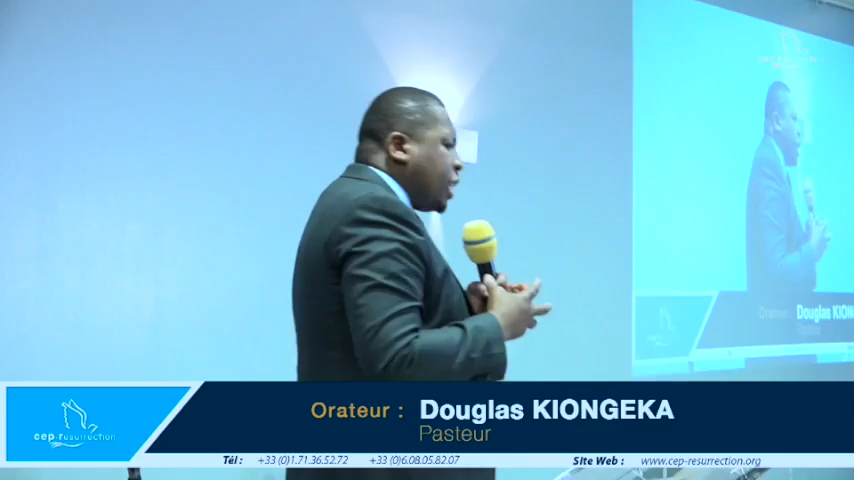 Douglas KIONG
Orateur : Douglas KIONGEKA
Pasteur
cep-resurrection
Tél : +33 (0)1.71.36.52.72 +33 (0)6.08.05.82.07 Site Web : www.cep-resurrection.org